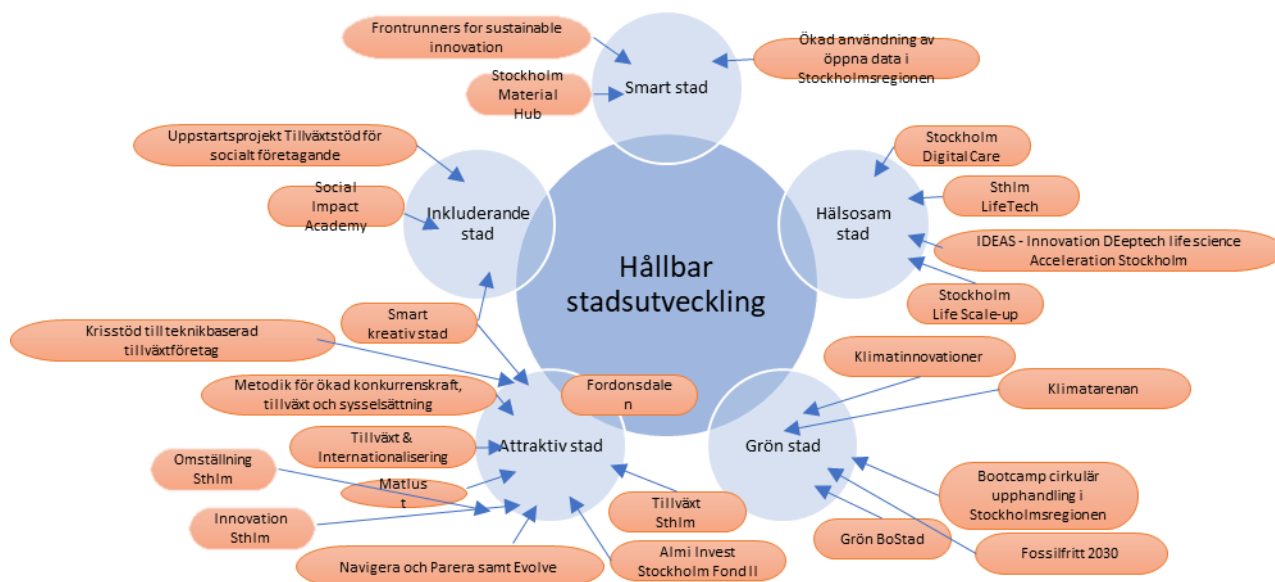 Frontrunners for sustainable
innovation
Ökad användning av
öppna data i
Stockholmsregionen
Smart stad
Stockholm
Material
Hub
Uppstartsprojekt Tillväxtstöd för
socialt företagande
Stockholm
Digital Care
Social
Impact
Academy
Inkluderande
stad
Hälsosam
stad
Sthlm
LifeTech
IDEAS - Innovation DEeptech life science
Acceleration Stockholm
Hållbar
stadsutveckling
Stockholm
Life Scale-up
Smart
kreativ stad
Krisstöd till teknikbaserad
tillväxtföretag
Klimatinnovationer
Klimatarenan
Metodik för ökad konkurrenskraft,
tillväxt och sysselsättning
Fordonsdale
n
Tillväxt &
Internationalisering
Attraktiv stad
Grön stad
Omställning
Sthlm
Matlus
t
Bootcamp cirkulär
upphandling i
Stockholmsregionen
Innovation
Sthlm
Tillväxt
Sthlm
Grön BoStad
Fossilfritt 2030
Navigera och Parera samt Evolve
Almi Invest
Stockholm Fond II